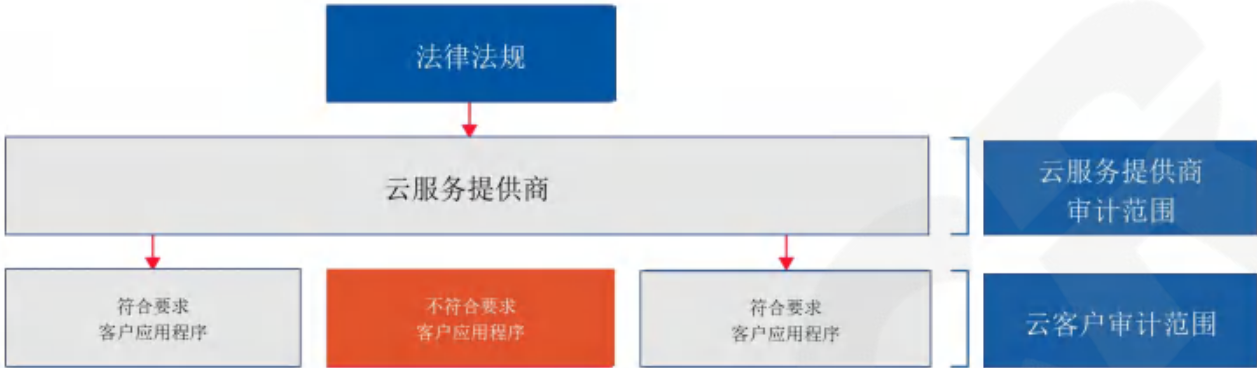 法律法规
云服务提供商
云服务提供商
审计范围
符合要求
客户应用程序
不符合要求
客户应用程序
符合要求
客户应用程序
云客户审计范围